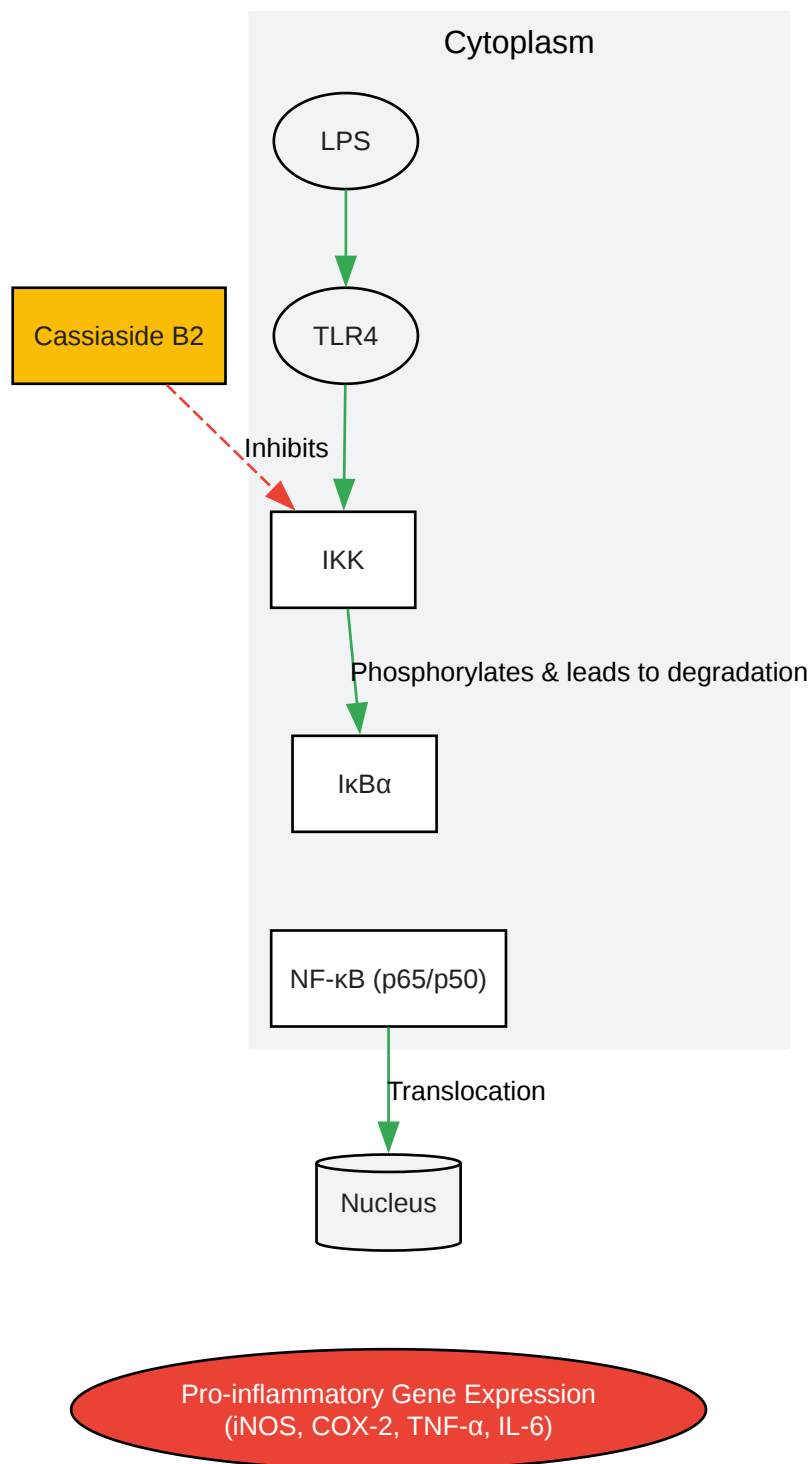 Cytoplasm
LPS
Cassiaside B2
TLR4
Inhibits
IKK
Phosphorylates & leads to degradation
IκBα
NF-κB (p65/p50)
Translocation
Nucleus
Pro-inflammatory Gene Expression
(iNOS, COX-2, TNF-α, IL-6)